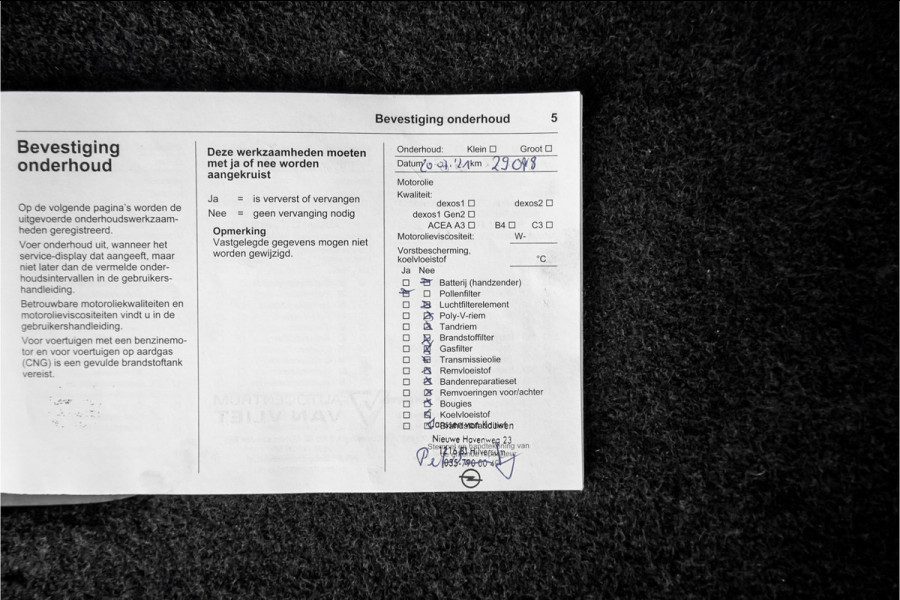 Bevestiging onderhoud 5
Bevestiging
onderhoud
Op de volgende pagina's worden de
uitgevoerde onderhoudswerkzaam-
heden geregistreerd.
Voer onderhoud uit, wanneer het
service-display dat aangeeft, maar
niet later dan de vermelde onder-
houdsintervallen in de gebruikers-
handleiding.
Betrouwbare motoroliekwaliteiten en
motorolieviscositeiten vindt u in de
gebruikershandleiding.
Voor voertuigen met een benzinemo-
tor en voor voertuigen op aardgas
(CNG) is een gevulde brandstoftank
vereist.
Deze werkzaamheden moeten
met ja of nee worden
aangekruist
Ja = is ververst of vervangen
Nee = geen vervanging nodig
Opmerking
Vastgelegde gegevens mogen niet
worden gewijzigd.
Onderhoud: Klein Groot
Datum '21 km 29048
Motorolie
Kwaliteit:
dexos1 dexos2
dexos1 Gen2
ACEA A3 B4 C3
Motorolieviscositeit: W-
Vorstbescherming,
koelvloeistof °C
Ja Nee
Batterij (handzender)
Pollenfilter
Luchtfilterelement
Poly-V-riem
Tandriem
Brandstoffilter
Gasfilter
Transmissieolie
Remvloeistof
Bandenreparatieset
Remvoeringen voor/achter
Bougies
Koelvloeistof
Nieuwe Havenweg 23
Stempel en handtekening van